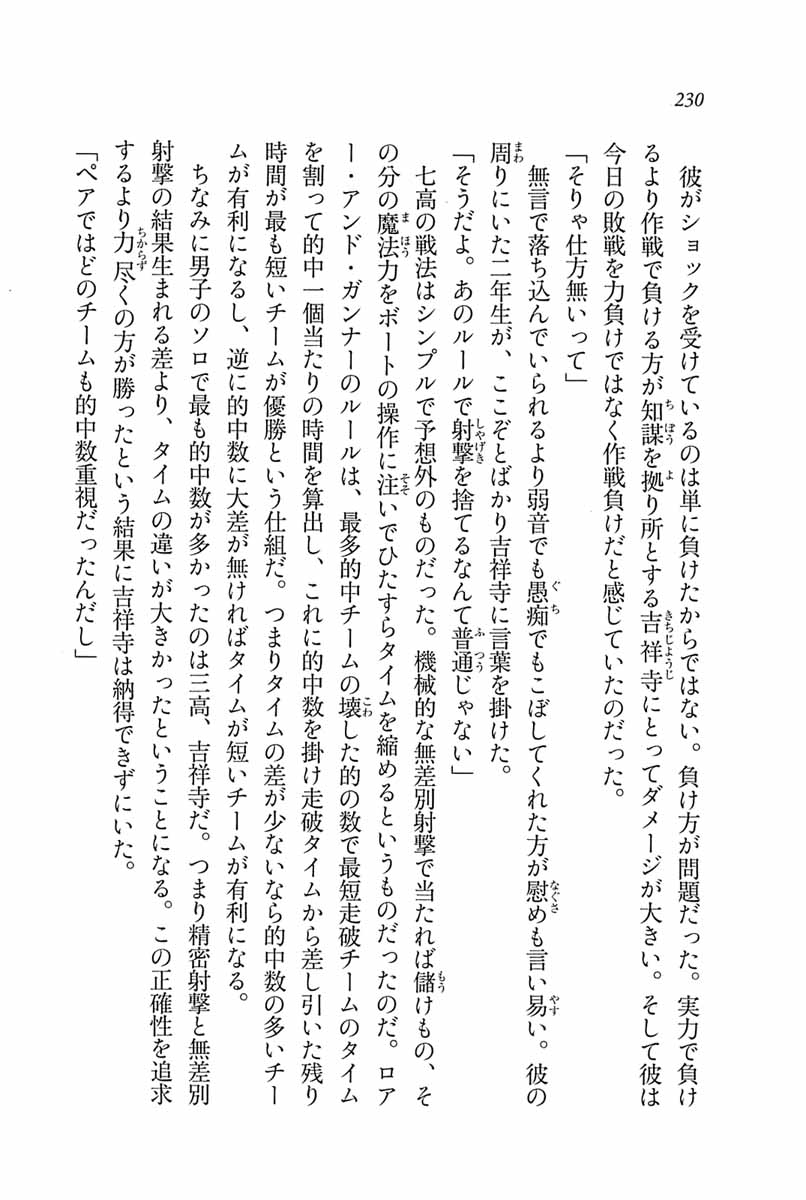 230
　彼がショックを受けているのは単に負けたからではない。負け方が問題だった。実力で負け
るより作戦で負ける方が知謀を拠り所とする吉祥寺にとってダメージが大きい。そして彼は
今日の敗戦を力負けではなく作戦負けだと感じていたのだった。
「そりゃ仕方無いって」
　無言で落ち込んでいられるより弱音でも愚痴でもこぼしてくれた方が慰めも言い易い。彼の
周りにいた二年生が、ここぞとばかり吉祥寺に言葉を掛けた。
「そうだよ。あのルールで射撃を捨てるなんて普通じゃない」
　七高の戦法はシンプルで予想外のものだった。機械的な無差別射撃で当たれば儲けもの、そ
の分の魔法力をボートの操作に注いでひたすらタイムを縮めるというものだったのだ。ロア
ー・アンド・ガンナーのルールは、最多的中チームの壊した的の数で最短走破チームのタイム
を割って的中一個当たりの時間を算出し、これに的中数を掛け走破タイムから差し引いた残り
時間が最も短いチームが優勝という仕組だ。つまりタイムの差が少ないなら的中数の多いチー
ムが有利になるし、逆に的中数に大差が無ければタイムが短いチームが有利になる。
　ちなみに男子のソロで最も的中数が多かったのは三高、吉祥寺だ。つまり精密射撃と無差別
射撃の結果生まれる差より、タイムの違いが大きかったということになる。この正確性を追求
するより力尽くの方が勝ったという結果に吉祥寺は納得できずにいた。
「ペアではどのチームも的中数重視だったんだし」